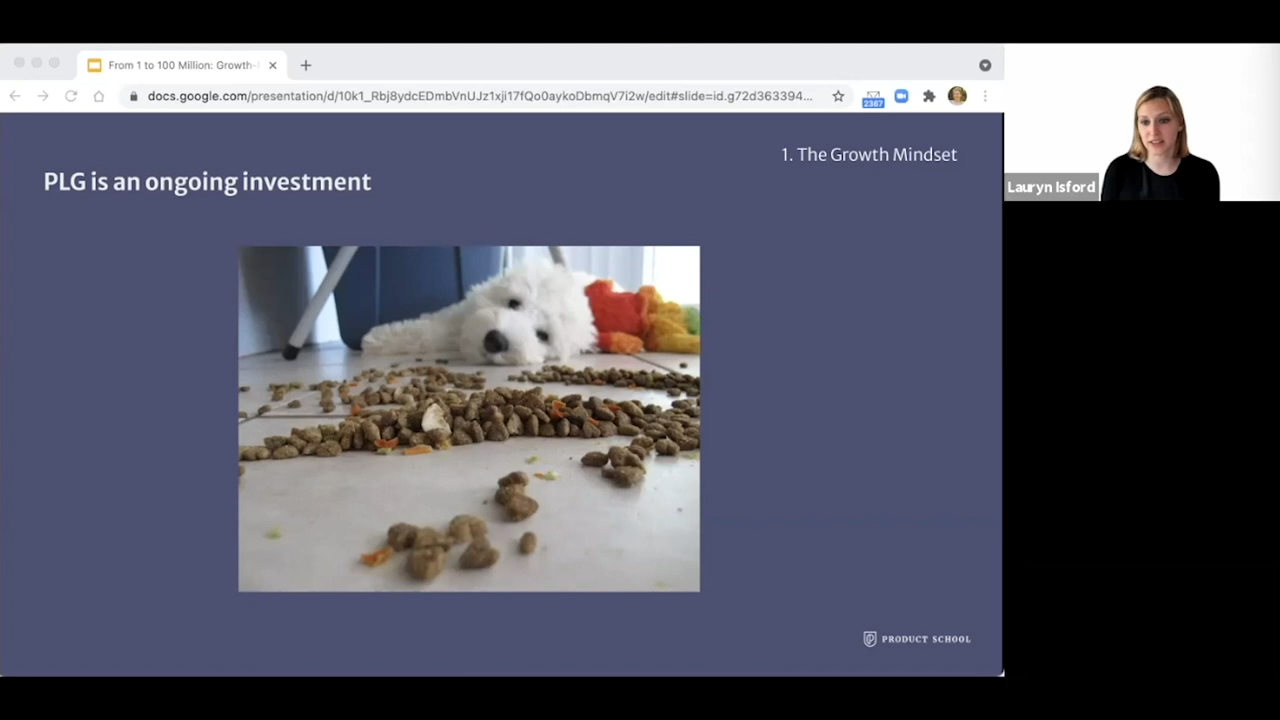 From 1 to 100 Million: Growth-
docs.google.com/presentation/d/10k1_Rbj8ydcEDmbVnUJz1xji17fQo0aykoDbmqV7i2w/edit#slide=id.g72d363394...
2367
1. The Growth Mindset
PLG is an ongoing investment
Lauryn Isford
PRODUCT SCHOOL